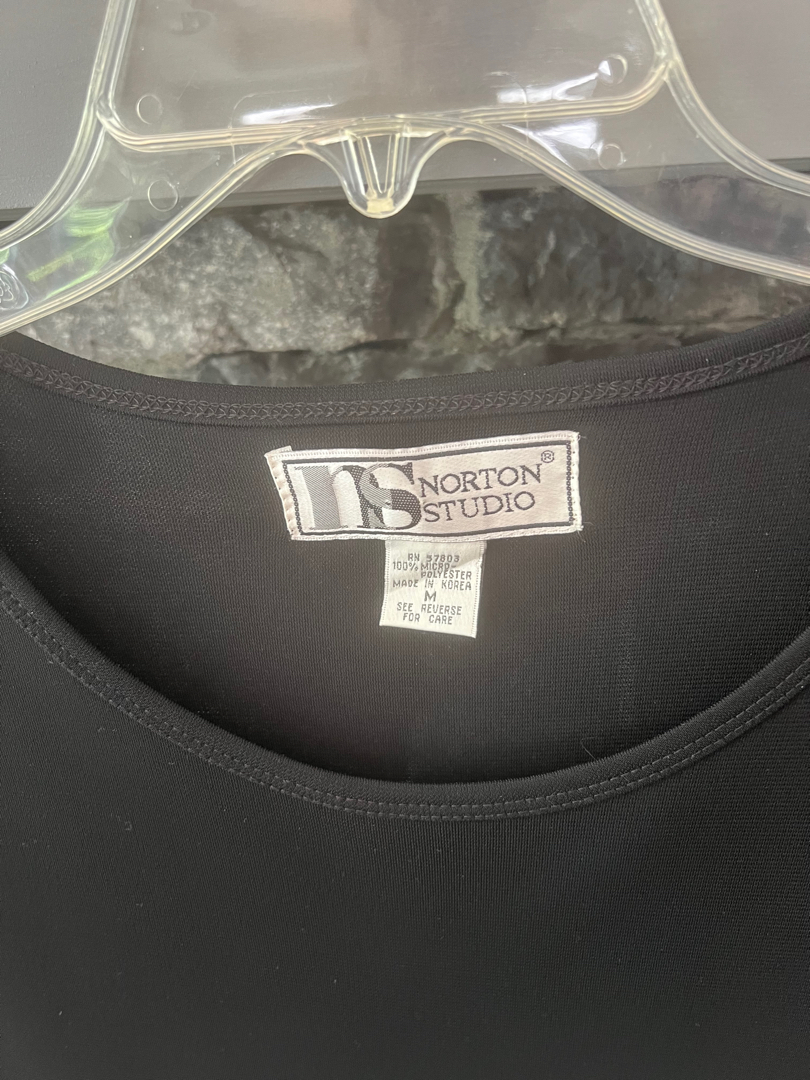 ns NORTON®
STUDIO
RN 57803
100% MICRO-
POLYESTER
MADE IN KOREA
M
SEE REVERSE
FOR CARE